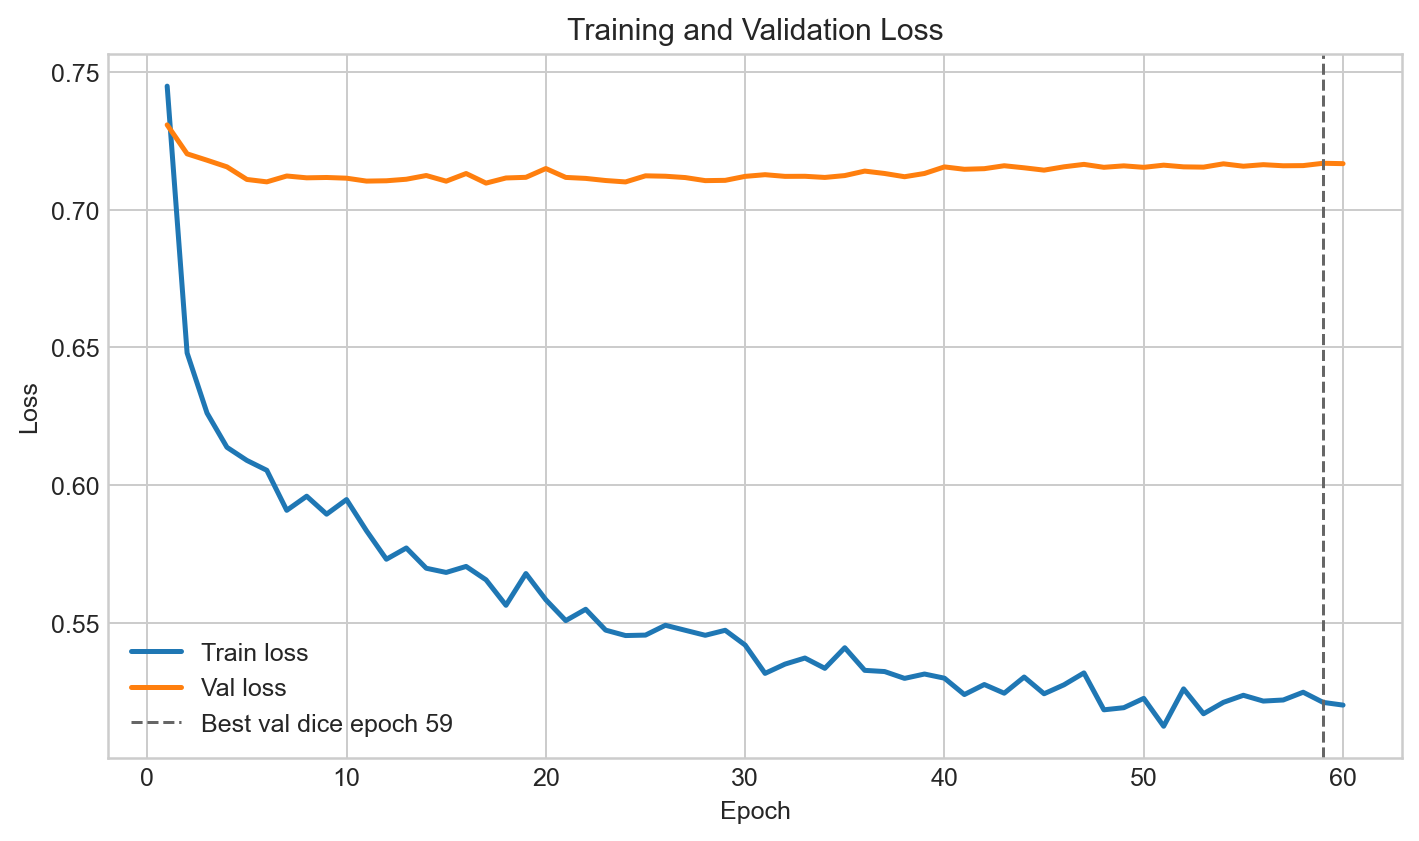 Training and Validation Loss
0.75
0.70
0.65
0.60
0.55
Loss
Train loss
Val loss
Best val dice epoch 59
0 10 20 30 40 50 60
Epoch